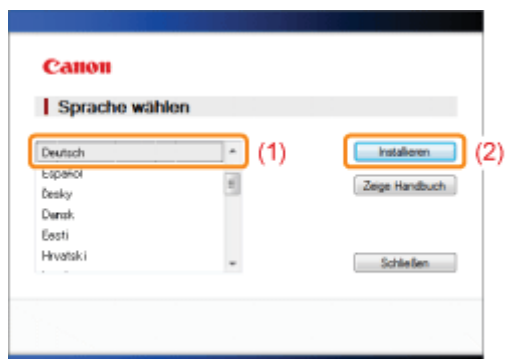 Canon
Sprache wählen
Deutsch
(1)
Installieren
(2)
Español
Česky
Zeige Handbuch
Dansk
Eesti
Hrvatski
Schließen